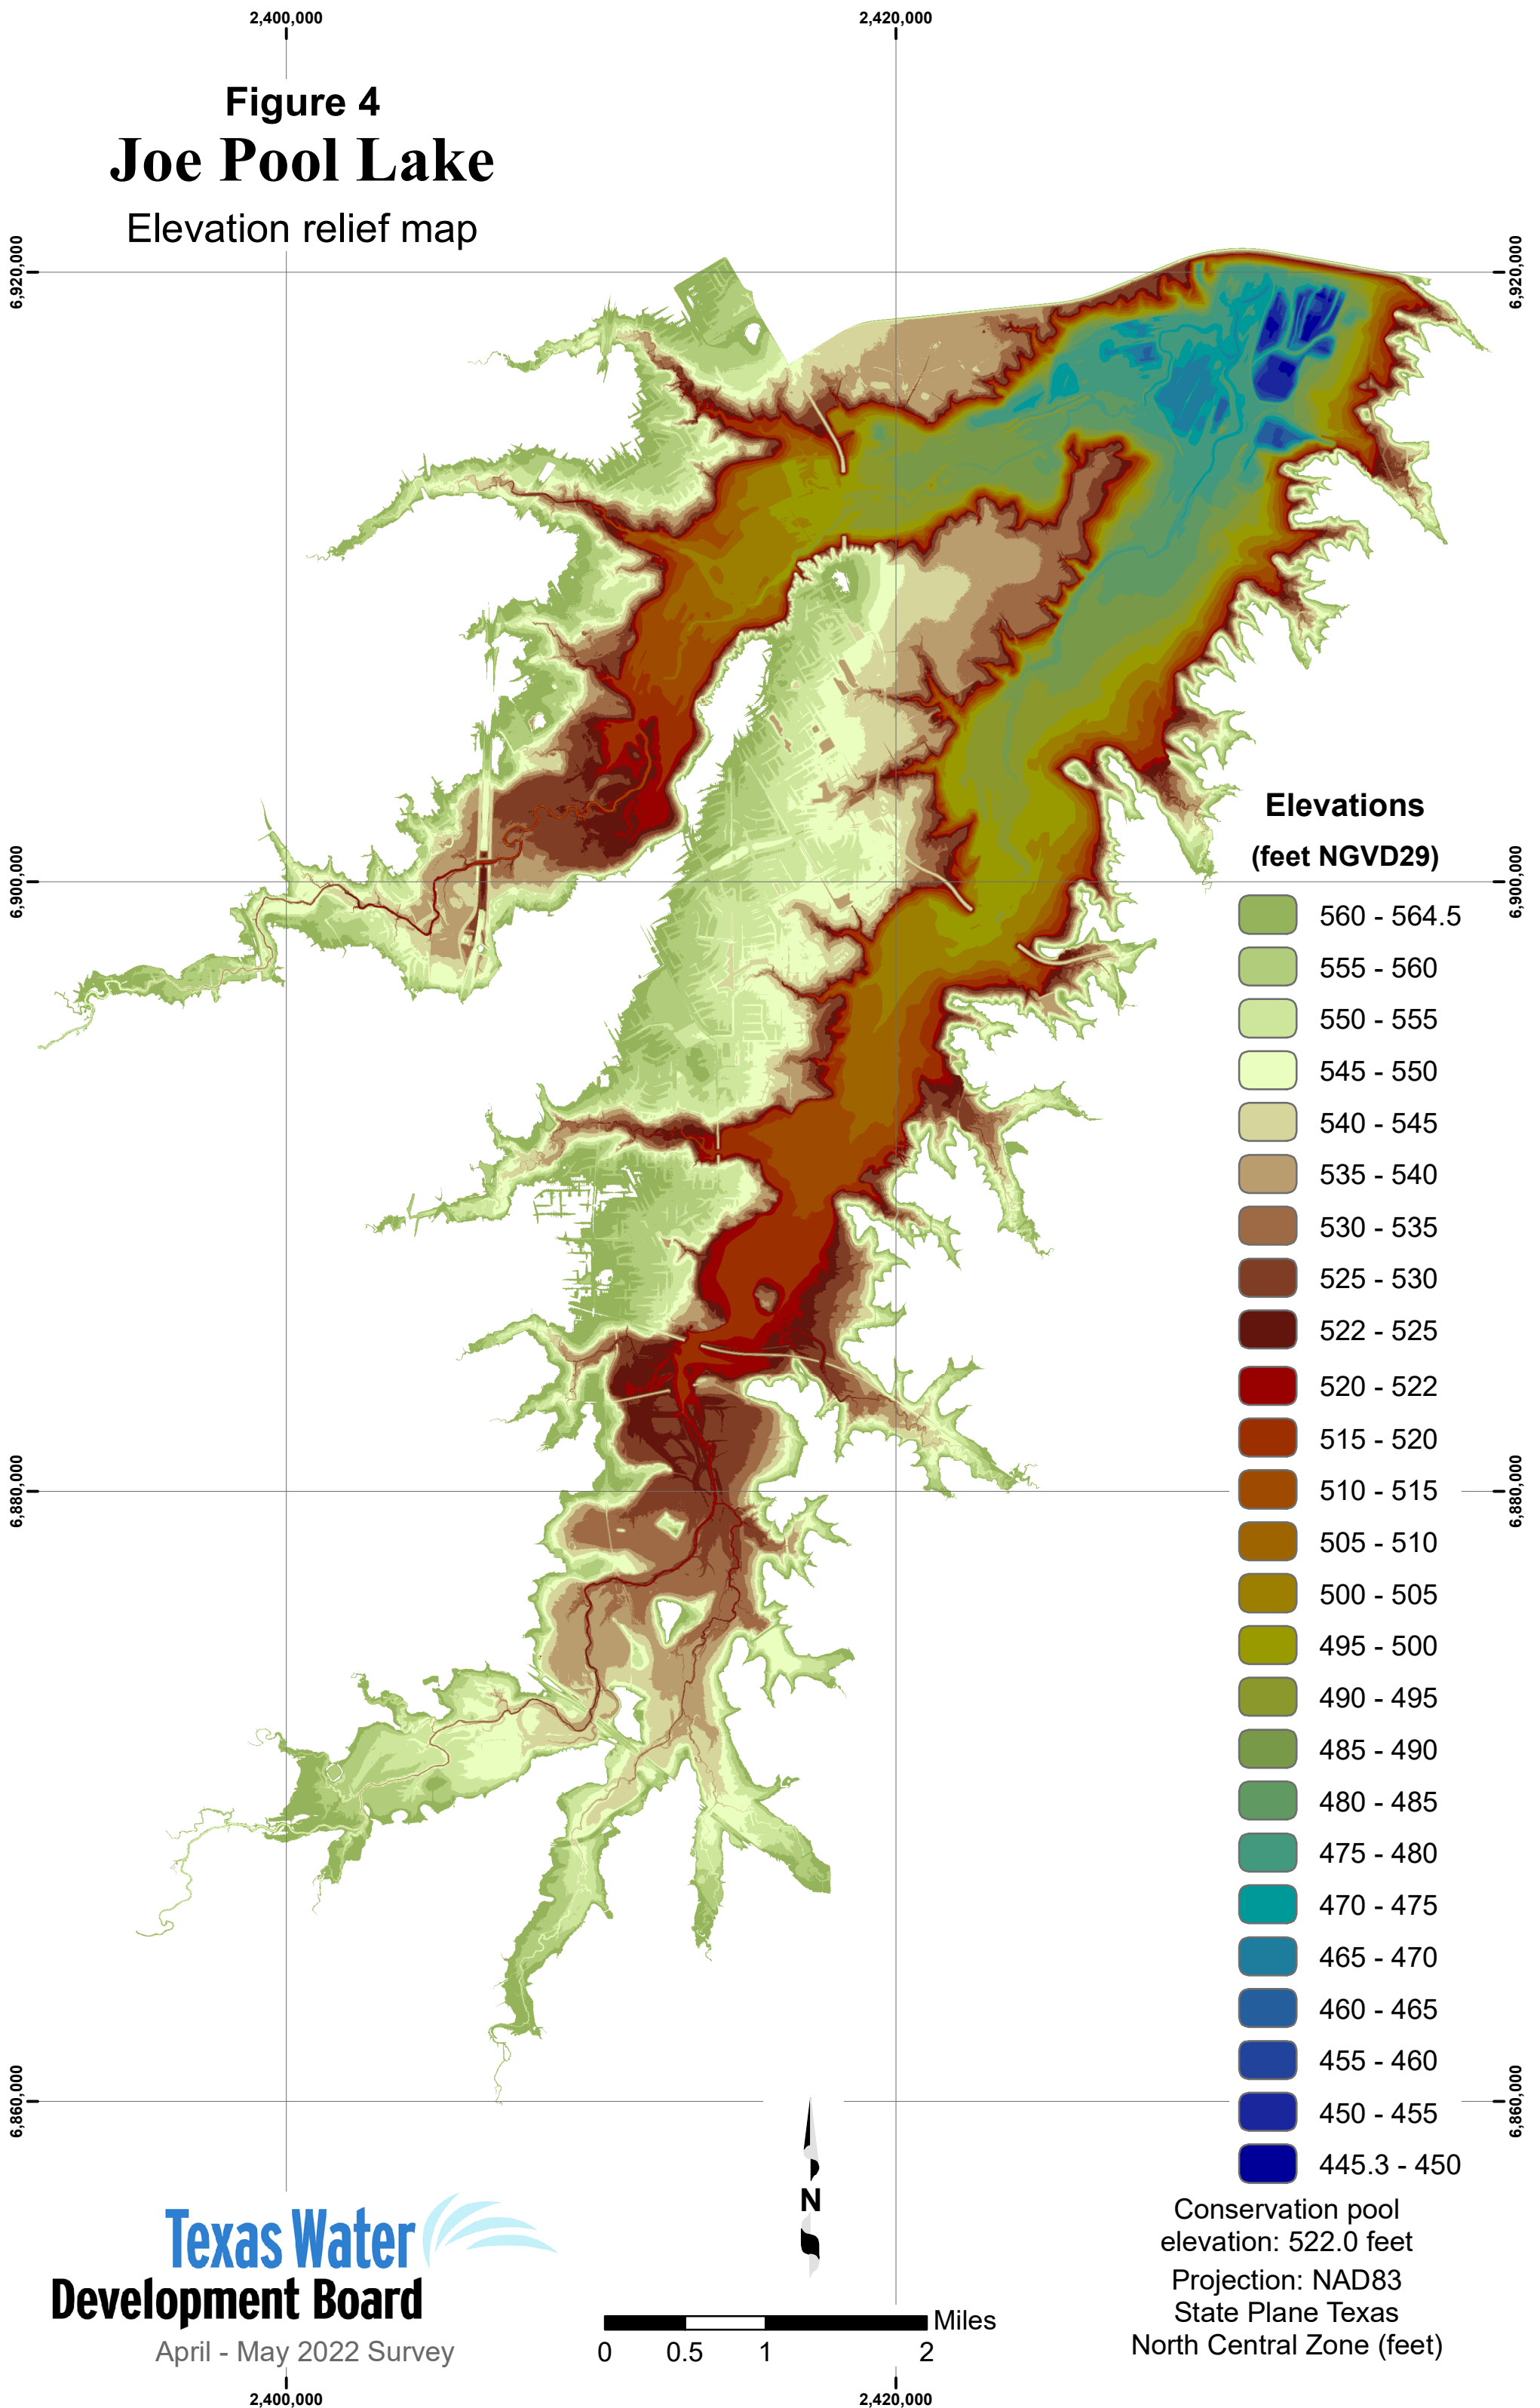 2,400,000
2,420,000
Figure 4
Joe Pool Lake
Elevation relief map
6,920,000
6,920,000
Elevations
(feet NGVD29)
6,900,000
6,900,000
560 - 564.5
555 - 560
550 - 555
545 - 550
540 - 545
535 - 540
530 - 535
525 - 530
522 - 525
520 - 522
515 - 520
510 - 515
6,880,000
6,880,000
505 - 510
500 - 505
495 - 500
490 - 495
485 - 490
480 - 485
475 - 480
470 - 475
465 - 470
460 - 465
455 - 460
6,860,000
6,860,000
450 - 455
445.3 - 450
N
Conservation pool
elevation: 522.0 feet
Projection: NAD83
State Plane Texas
North Central Zone (feet)
Texas Water
Development Board
April - May 2022 Survey
Miles
0 0.5 1 2
2,400,000
2,420,000